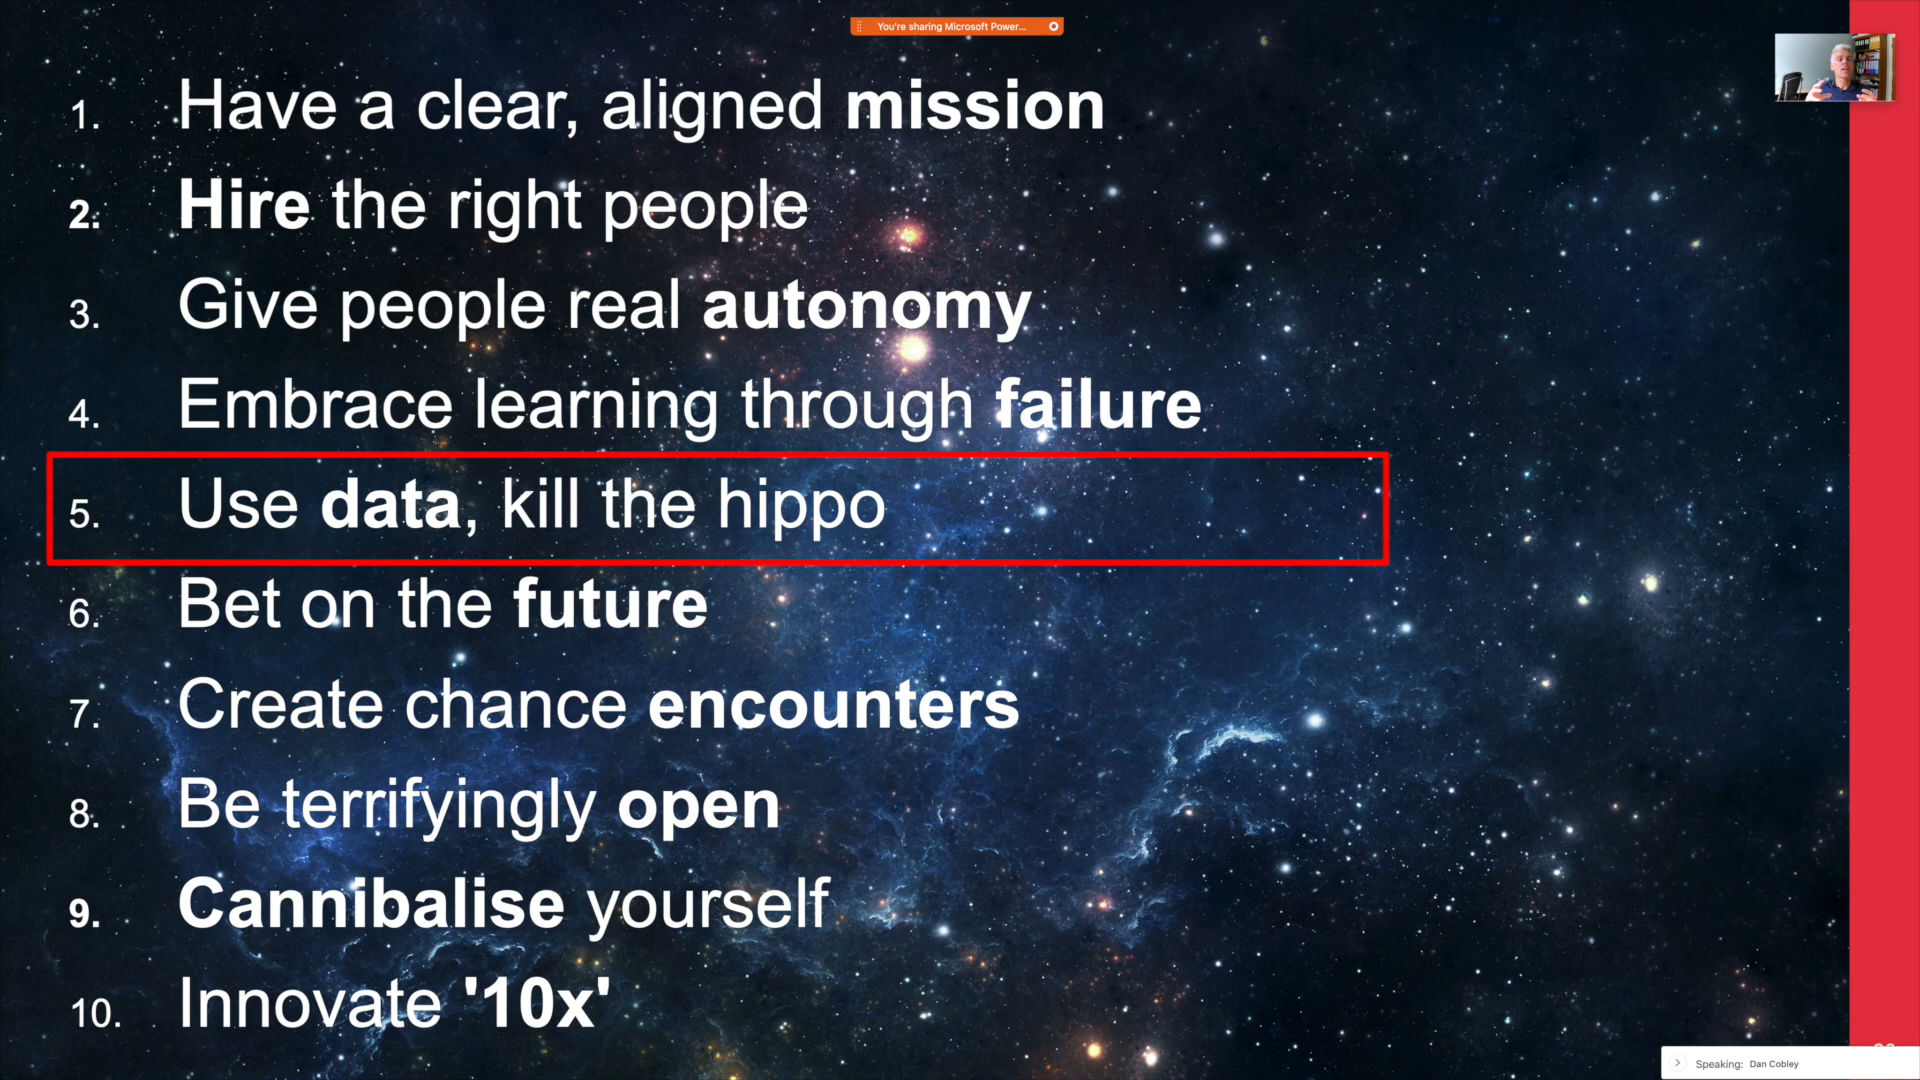 You're sharing Microsoft Power...
1. Have a clear, aligned mission
2. Hire the right people
3. Give people real autonomy
4. Embrace learning through failure
5. Use data, kill the hippo
6. Bet on the future
7. Create chance encounters
8. Be terrifyingly open
9. Cannibalise yourself
10. Innovate '10x'
Speaking: Dan Cobley